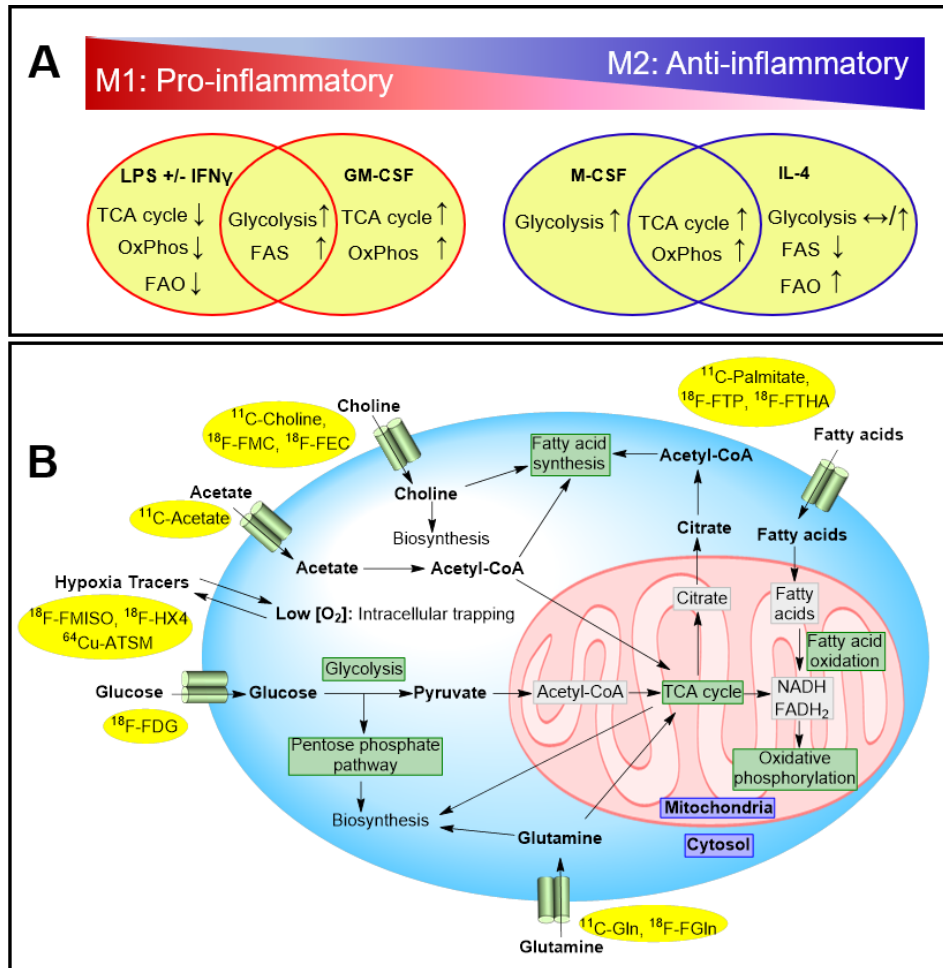 A
M1: Pro-inflammatory
M2: Anti-inflammatory
LPS +/- IFNγ
TCA cycle ↓
OxPhos ↓
FAO ↓
Glycolysis ↑
FAS ↑
GM-CSF
TCA cycle ↑
OxPhos ↑
M-CSF
Glycolysis ↑
TCA cycle ↑
OxPhos ↑
IL-4
Glycolysis ↔/↑
FAS ↓
FAO ↑
B
¹¹C-Choline,
¹⁸F-FMC, ¹⁸F-FEC
Choline
Choline
Biosynthesis
Fatty acid
synthesis
Acetyl-CoA
¹¹C-Palmitate,
¹⁸F-FTP, ¹⁸F-FTHA
Fatty acids
Fatty acids
Acetate
¹¹C-Acetate
Acetate
Acetyl-CoA
Citrate
Citrate
Fatty
acids
Fatty acid
oxidation
Hypoxia Tracers
¹⁸F-FMISO, ¹⁸F-HX4
⁶⁴Cu-ATSM
Low [O₂]: Intracellular trapping
Glucose
¹⁸F-FDG
Glucose
Glycolysis
Pyruvate
Acetyl-CoA
TCA cycle
NADH
FADH₂
Pentose phosphate
pathway
Oxidative
phosphorylation
Biosynthesis
Mitochondria
Cytosol
Glutamine
¹¹C-Gln, ¹⁸F-FGln
Glutamine